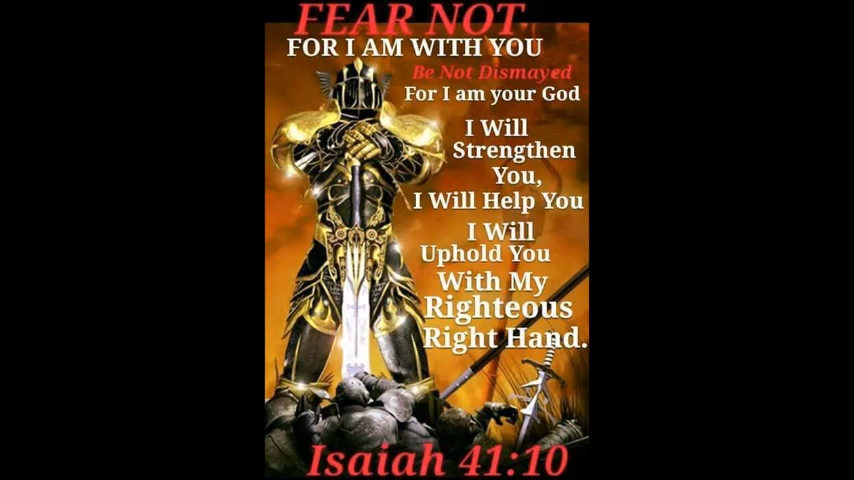 FEAR NOT
FOR I AM WITH YOU
Be Not Dismayed
For I am your God
I Will
Strengthen
You,
I Will Help You
I Will
Uphold You
With My
Righteous
Right Hand.
Isaiah 41:10